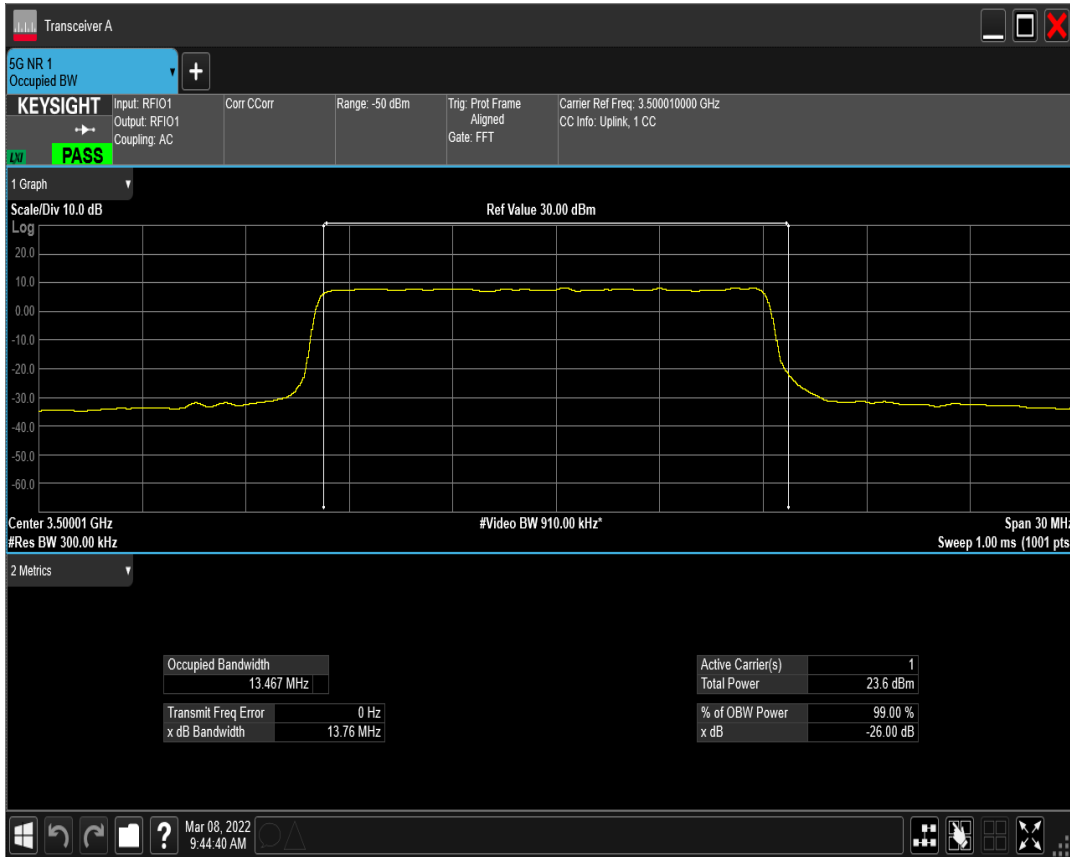 Transceiver A
5G NR 1
Occupied BW
KEYSIGHT
LXI
PASS
Input: RFIO1
Output: RFIO1
Coupling: AC
Corr CCorr
Range: -50 dBm
Trig: Prot Frame
Aligned
Gate: FFT
Carrier Ref Freq: 3.500010000 GHz
CC Info: Uplink, 1 CC
1 Graph
Scale/Div 10.0 dB
Ref Value 30.00 dBm
Log
20.0
10.0
0.00
-10.0
-20.0
-30.0
-40.0
-50.0
-60.0
Center 3.50001 GHz
#Video BW 910.00 kHz*
Span 30 MHz
#Res BW 300.00 kHz
Sweep 1.00 ms (1001 pts
2 Metrics
Occupied Bandwidth
13.467 MHz
Transmit Freq Error 0 Hz
x dB Bandwidth 13.76 MHz
Active Carrier(s) 1
Total Power 23.6 dBm
% of OBW Power 99.00 %
x dB -26.00 dB
?
Mar 08, 2022
9:44:40 AM